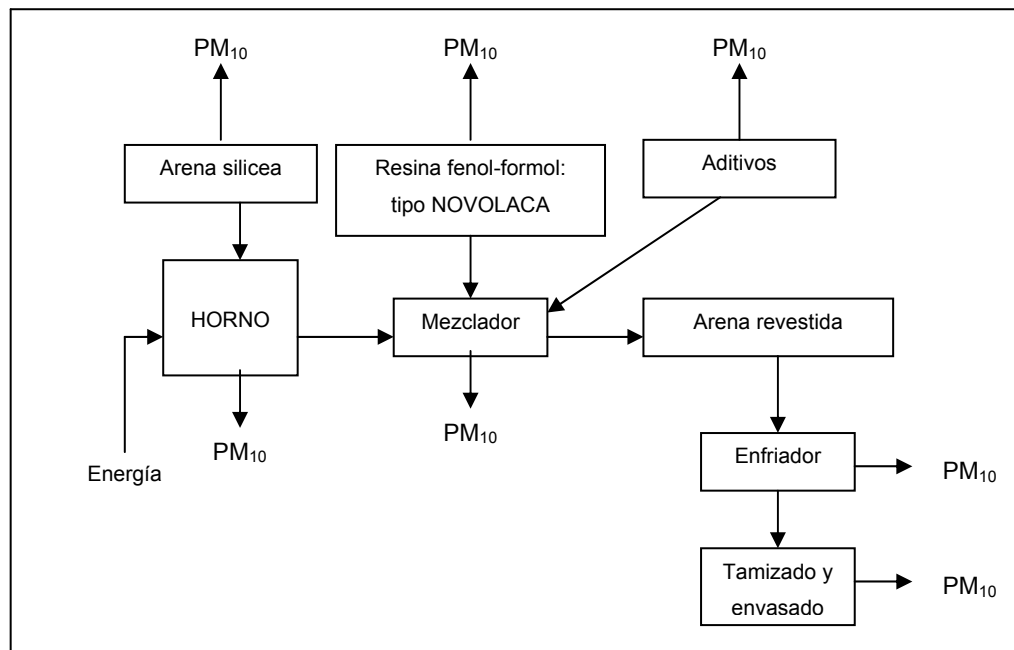 PM₁₀
PM₁₀
PM₁₀
Arena silicea
Resina fenol-formol:
tipo NOVOLACA
Aditivos
HORNO
Mezclador
Arena revestida
PM₁₀
PM₁₀
Energía
Enfriador
PM₁₀
Tamizado y
envasado
PM₁₀